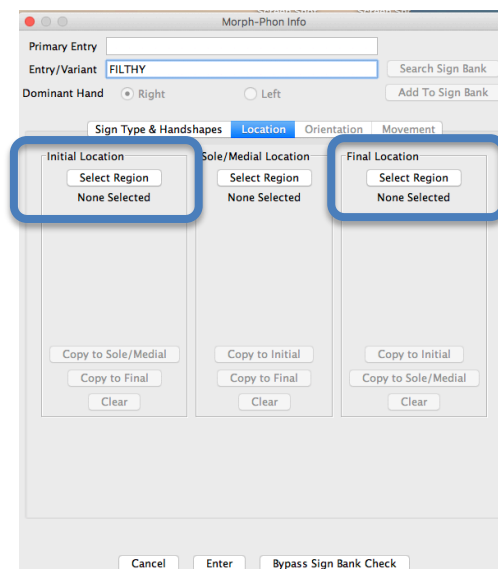 Morph-Phon Info
Primary Entry
Entry/Variant FILTHY Search Sign Bank
Dominant Hand Right Left Add To Sign Bank
Sign Type & Handshapes Location Orientation Movement
Initial Location Sole/Medial Location Final Location
Select Region Select Region Select Region
None Selected None Selected None Selected
Copy to Sole/Medial Copy to Initial Copy to Initial
Copy to Final Copy to Final Copy to Sole/Medial
Clear Clear Clear
Cancel Enter Bypass Sign Bank Check